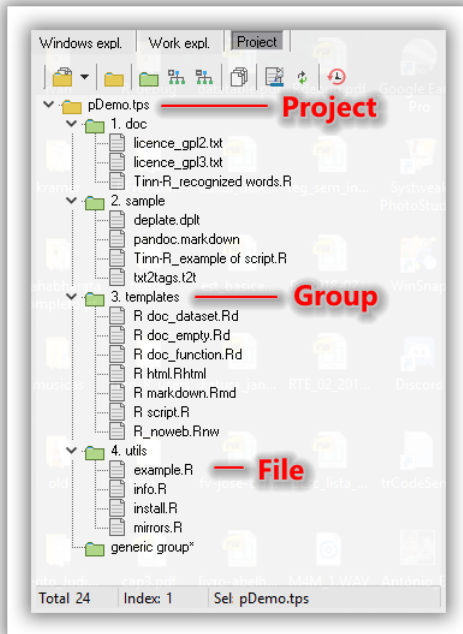 Windows expl. Work expl. Project
pDemo.tps Project
1. doc
licence_gpl2.txt
licence_gpl3.txt
Tinn-R_recognized words.R
2. sample
deplate.dplt
pandoc.markdown
Tinn-R_example of script.R
txt2tags.t2t
3. templates Group
R doc_dataset.Rd
R doc_empty.Rd
R doc_function.Rd
R html.Rhtml
R markdown.Rmd
R script.R
R_noweb.Rnw
4. utils
example.R File
info.R
install.R
mirrors.R
generic group*
Total 24 Index: 1 Sel: pDemo.tps